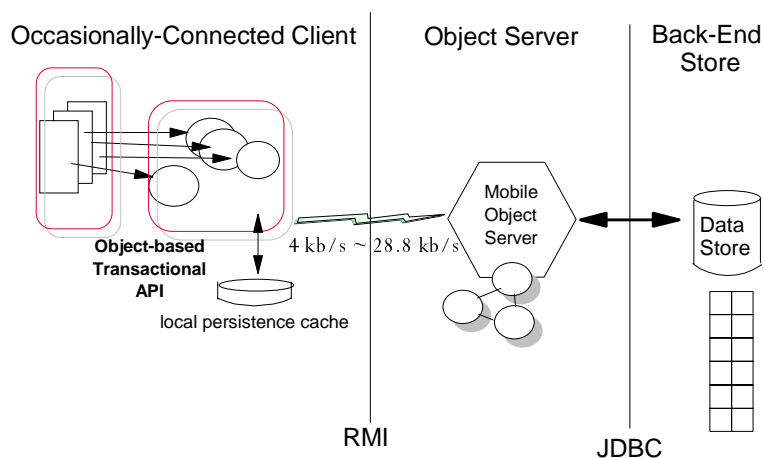 Occasionally-Connected Client
Object Server
Back-End
Store
Mobile
Object
Server
Data
Store
4 kb/s ~ 28.8 kb/s
Object-based
Transactional
API
local persistence cache
RMI
JDBC